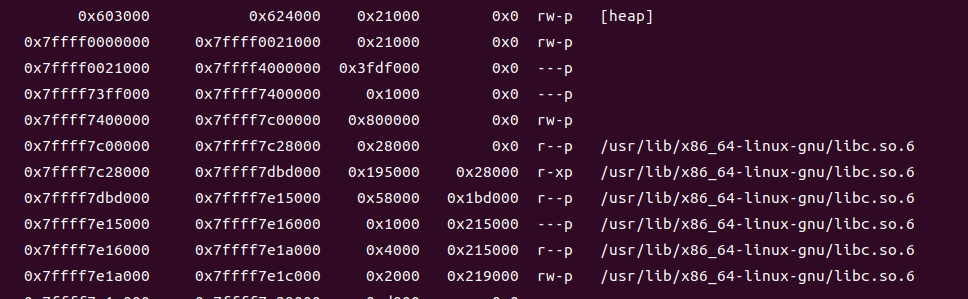 0x603000 0x624000 0x21000 0x0 rw-p [heap]
0x7ffff0000000 0x7ffff0021000 0x21000 0x0 rw-p
0x7ffff0021000 0x7ffff4000000 0x3fdf000 0x0 ---p
0x7ffff73ff000 0x7ffff7400000 0x1000 0x0 ---p
0x7ffff7400000 0x7ffff7c00000 0x800000 0x0 rw-p
0x7ffff7c00000 0x7ffff7c28000 0x28000 0x0 r--p /usr/lib/x86_64-linux-gnu/libc.so.6
0x7ffff7c28000 0x7ffff7dbd000 0x195000 0x28000 r-xp /usr/lib/x86_64-linux-gnu/libc.so.6
0x7ffff7dbd000 0x7ffff7e15000 0x58000 0x1bd000 r--p /usr/lib/x86_64-linux-gnu/libc.so.6
0x7ffff7e15000 0x7ffff7e16000 0x1000 0x215000 ---p /usr/lib/x86_64-linux-gnu/libc.so.6
0x7ffff7e16000 0x7ffff7e1a000 0x4000 0x215000 r--p /usr/lib/x86_64-linux-gnu/libc.so.6
0x7ffff7e1a000 0x7ffff7e1c000 0x2000 0x219000 rw-p /usr/lib/x86_64-linux-gnu/libc.so.6